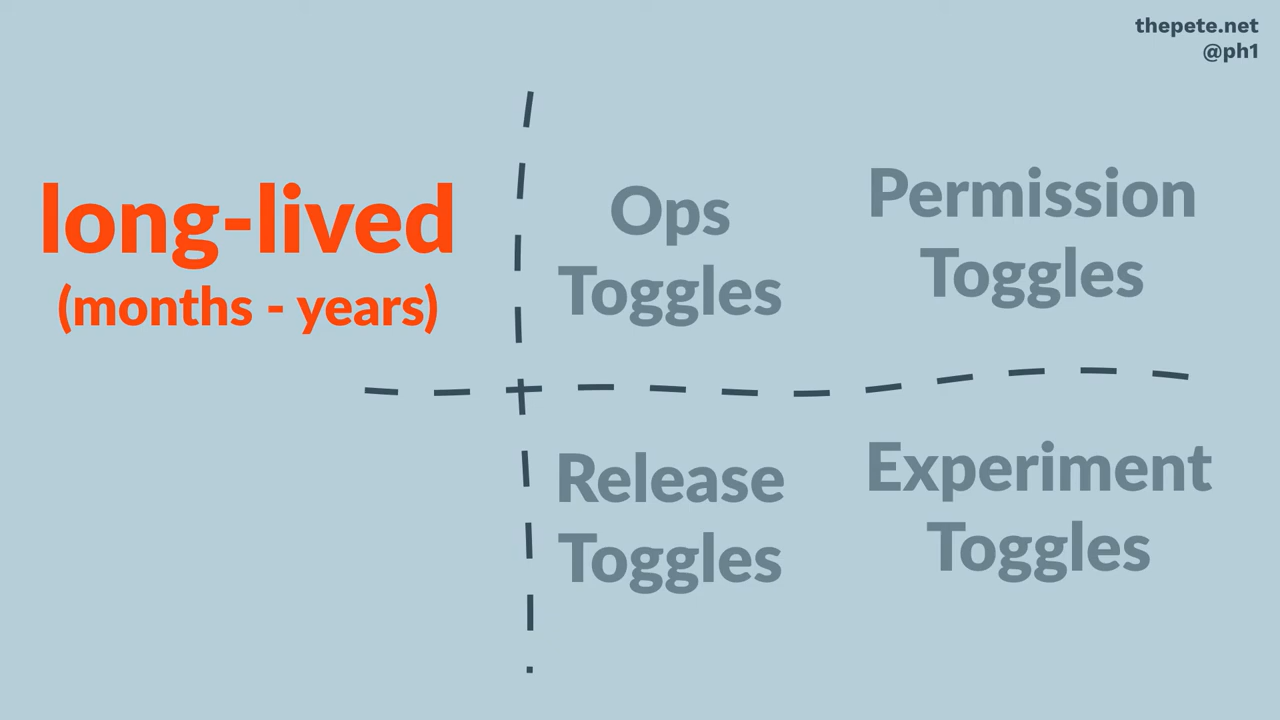 thepete.net
@ph1
long-lived
(months - years)
Ops
Toggles
Permission
Toggles
Release
Toggles
Experiment
Toggles